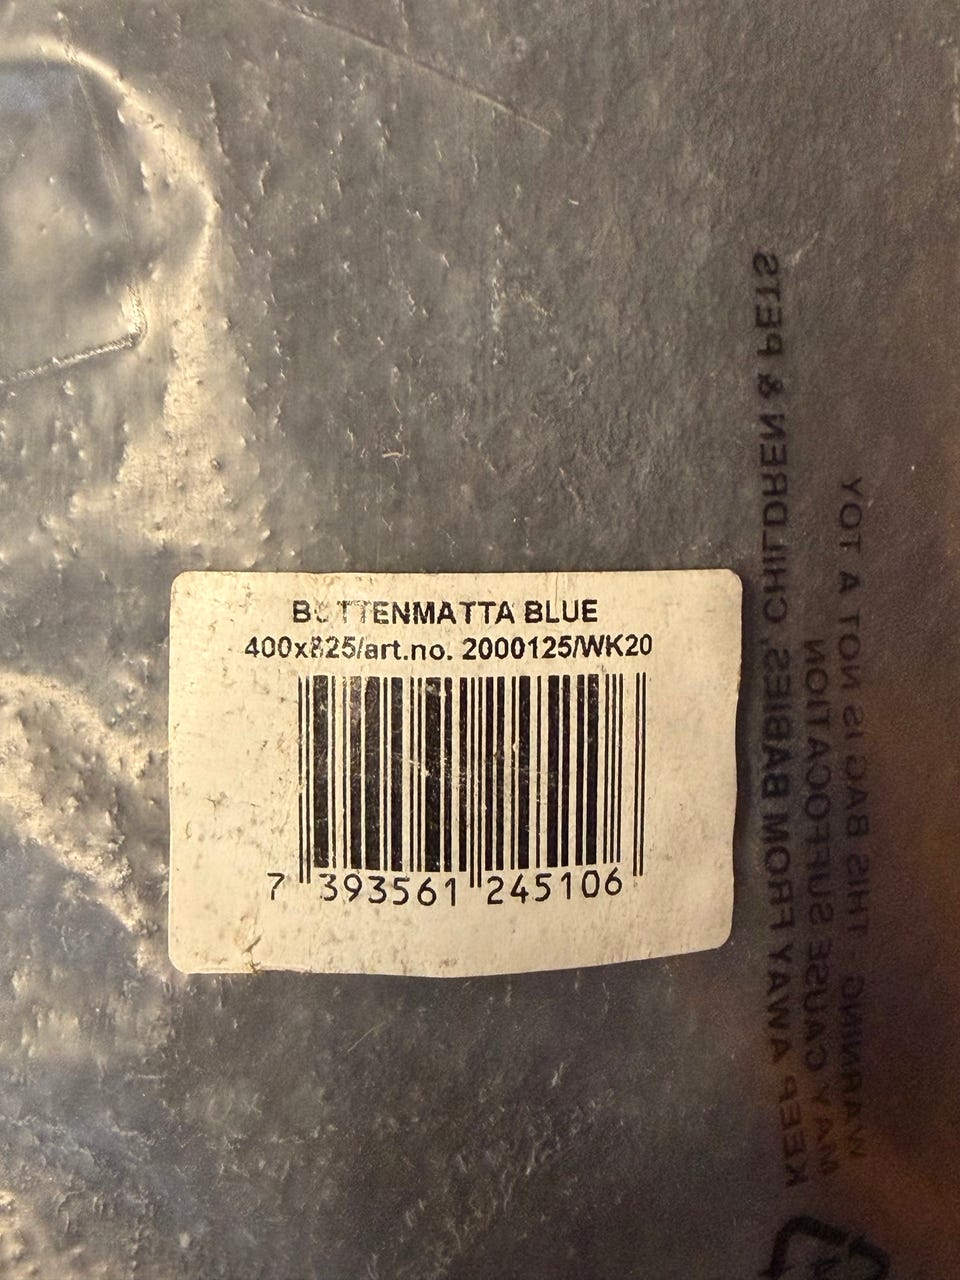 BOTTENMATTA BLUE
400x825/art.no. 2000125/WK20
7 393561 245106
WARNING - THIS BAG IS NOT A TOY
MAY CAUSE SUFFOCATION
KEEP AWAY FROM BABIES, CHILDREN & PETS